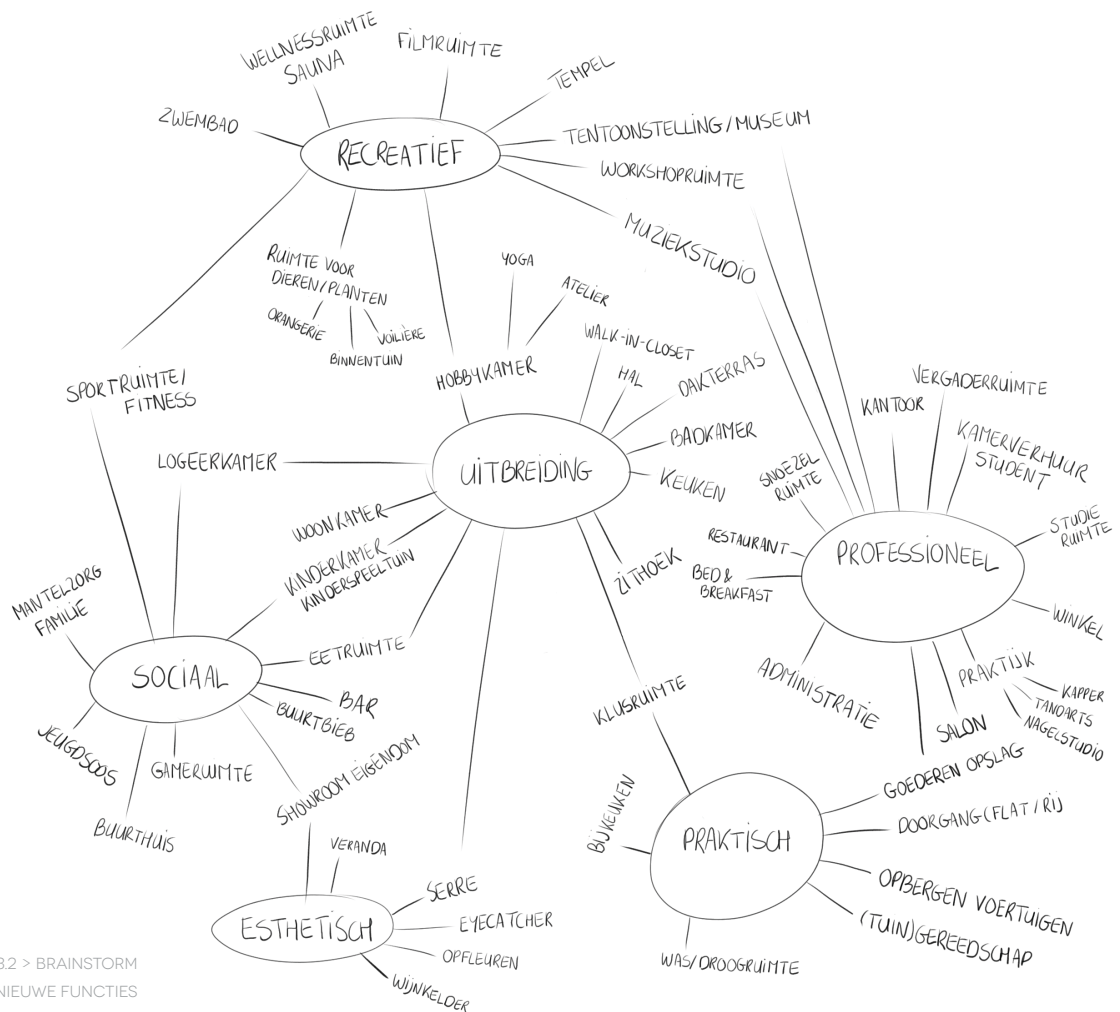 WELLNESSRUIMTE
SAUNA
FILMRUIMTE
TEMPEL
ZWEMBAD
TENTOONSTELLING/MUSEUM
RECREATIEF
WORKSHOPRUIMTE
MUZIEKSTUDIO
RUIMTE VOOR
DIEREN/PLANTEN
ORANGERIE
VOILIÈRE
BINNENTUIN
YOGA
ATELIER
WALK-IN-CLOSET
HOBBYKAMER
HAL
DAKTERRAS
SPORTRUIMTE/
FITNESS
BADKAMER
LOGEERKAMER
UITBREIDING
KEUKEN
VERGADERRUIMTE
KANTOOR
KAMERVERHUUR
STUDENT
SNOEZEL
RUIMTE
STUDIE
RUIMTE
WOONKAMER
RESTAURANT
PROFESSIONEEL
KINDERKAMER
KINDERSPEELTUIN
ZITHOEK
BED &
BREAKFAST
MANTELZORG
FAMILIE
WINKEL
EETRUIMTE
SOCIAAL
ADMINISTRATIE
PRAKTIJK
KAPPER
TANDARTS
NAGELSTUDIO
KLUSRUIMTE
BAR
BUURTBIEB
SALON
JEUGDSOOS
GAMERUIMTE
SHOWROOM EIGENDOM
GOEDEREN OPSLAG
BUURTHUIS
BIJKEUKEN
PRAKTISCH
DOORGANG(FLAT/RIJ
VERANDA
SERRE
OPBERGEN VOERTUIGEN
ESTHETISCH
EYECATCHER
(TUIN)GEREEDSCHAP
OPFLEUREN
WAS/DROOGRUIMTE
WIJNKELDER
3.2 > BRAINSTORM
NIEUWE FUNCTIES